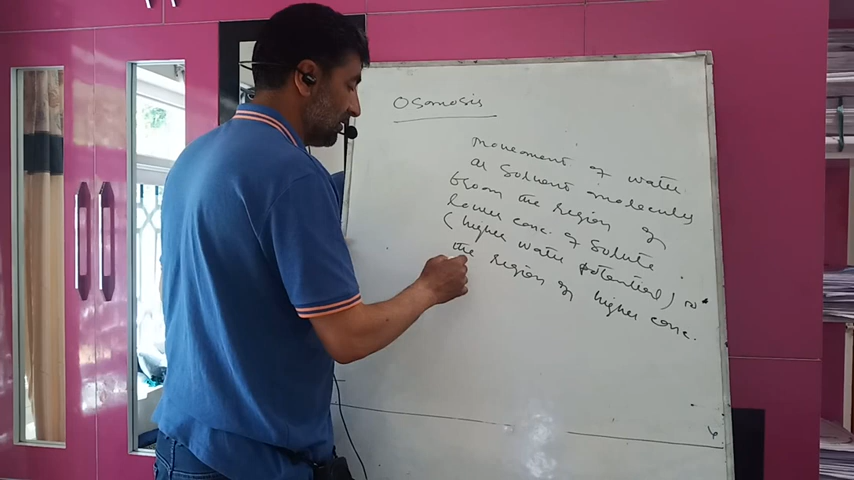 Osmosis
Movement of water
or Solvent molecules
from the region of
lower conc. of Solute
(higher water potential) to
the region of higher conc.